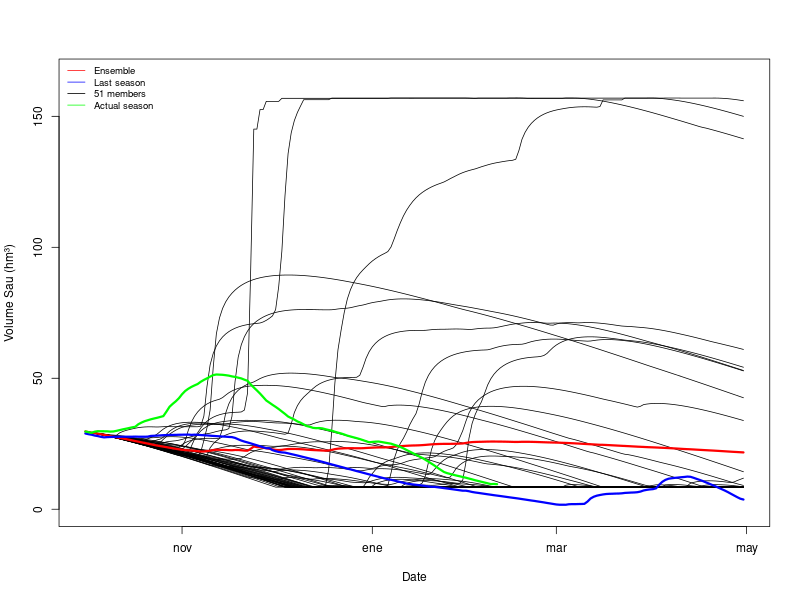 Ensemble
Last season
51 members
Actual season
Volume Sau (hm³)
0
50
100
150
nov
ene
mar
may
Date